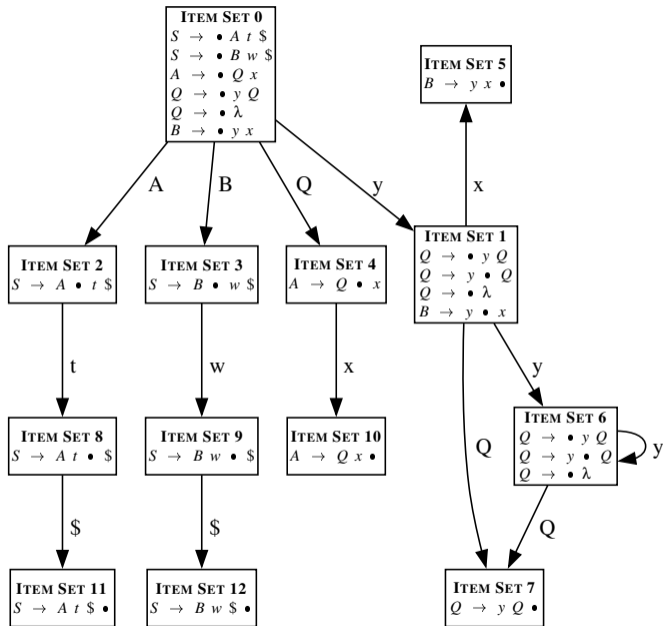 ITEM SET 0
S → • A t $
S → • B w $
A → • Q x
Q → • y Q
Q → • λ
B → • y x
ITEM SET 5
B → y x •
A
B
Q
y
x
ITEM SET 2
S → A • t $
ITEM SET 3
S → B • w $
ITEM SET 4
A → Q • x
ITEM SET 1
Q → • y Q
Q → y • Q
Q → • λ
B → y • x
t
w
x
Q
y
ITEM SET 8
S → A t • $
ITEM SET 9
S → B w • $
ITEM SET 10
A → Q x •
ITEM SET 6
Q → • y Q
Q → y • Q
Q → • λ
y
$
$
Q
ITEM SET 11
S → A t $ •
ITEM SET 12
S → B w $ •
ITEM SET 7
Q → y Q •